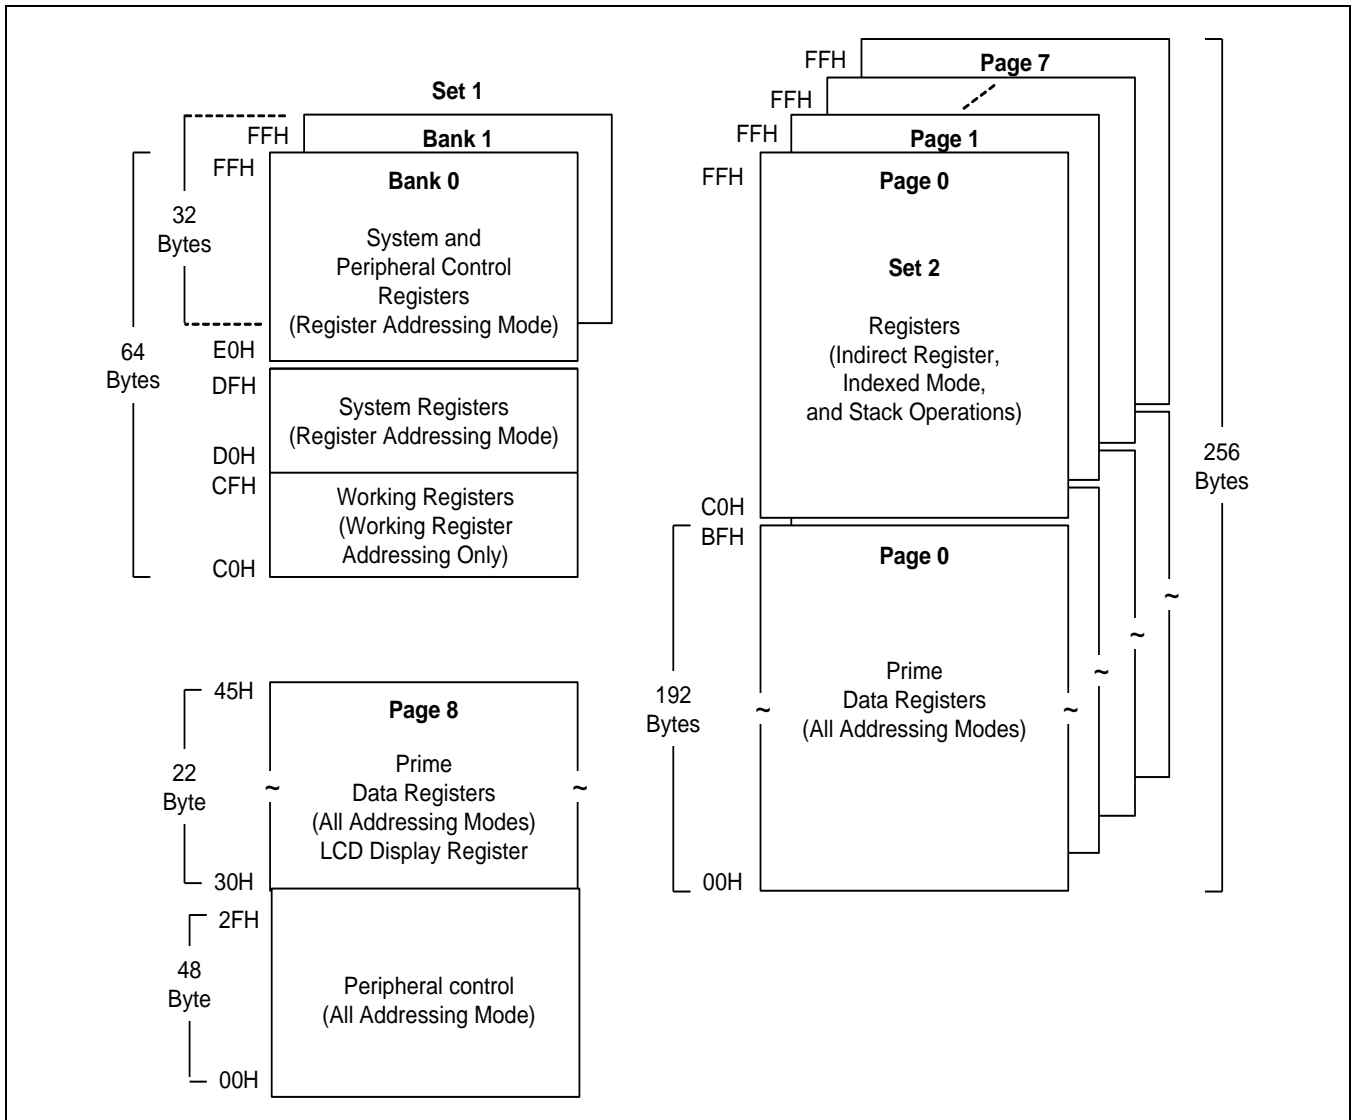 Set 1
FFH
Bank 1
FFH
Bank 0
32
Bytes
System and
Peripheral Control
Registers
(Register Addressing Mode)
64
Bytes
E0H
DFH
System Registers
(Register Addressing Mode)
D0H
CFH
Working Registers
(Working Register
Addressing Only)
C0H
45H
Page 8
22
Byte
~
~
Prime
Data Registers
(All Addressing Modes)
LCD Display Register
30H
2FH
48
Byte
Peripheral control
(All Addressing Mode)
00H
FFH
Page 7
FFH
FFH
Page 1
FFH
Page 0
Set 2
Registers
(Indirect Register,
Indexed Mode,
and Stack Operations)
256
Bytes
C0H
BFH
Page 0
192
Bytes
Prime
Data Registers
(All Addressing Modes)
~
~
~
~
~
00H